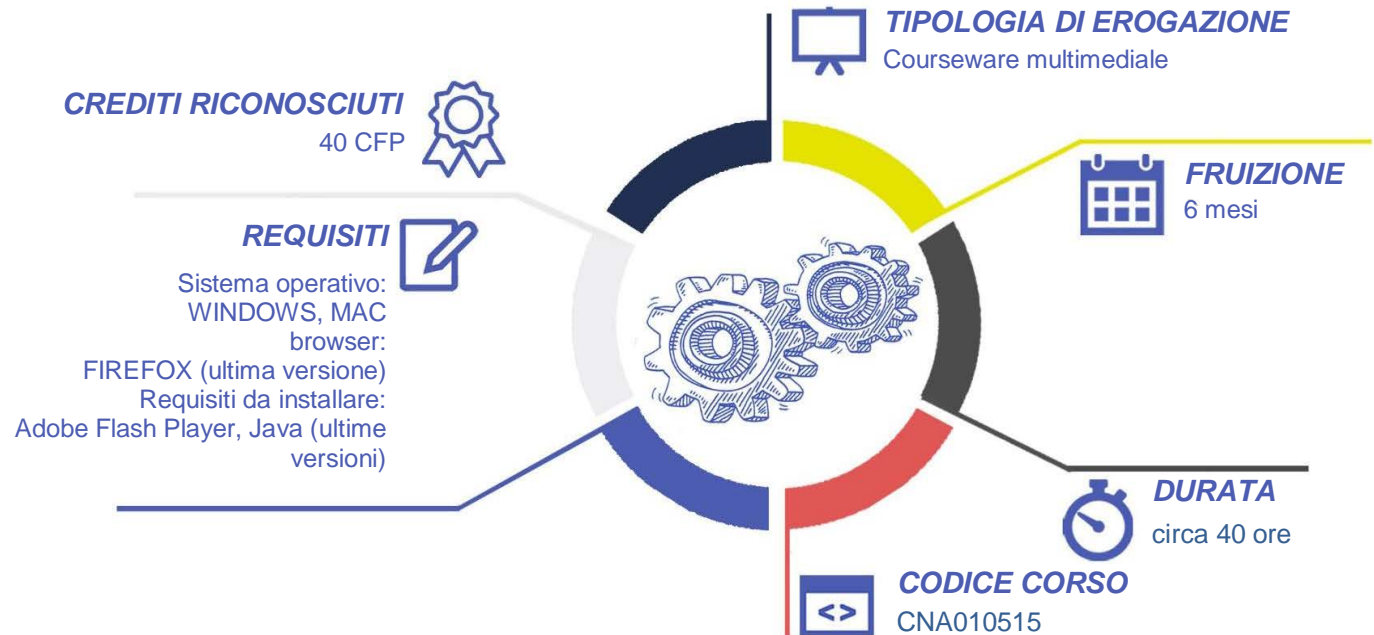 TIPOLOGIA DI EROGAZIONE
Courseware multimediale
CREDITI RICONOSCIUTI
40 CFP
FRUIZIONE
6 mesi
REQUISITI
Sistema operativo:
WINDOWS, MAC
browser:
FIREFOX (ultima versione)
Requisiti da installare:
Adobe Flash Player, Java (ultime
versioni)
DURATA
circa 40 ore
CODICE CORSO
<>
CNA010515